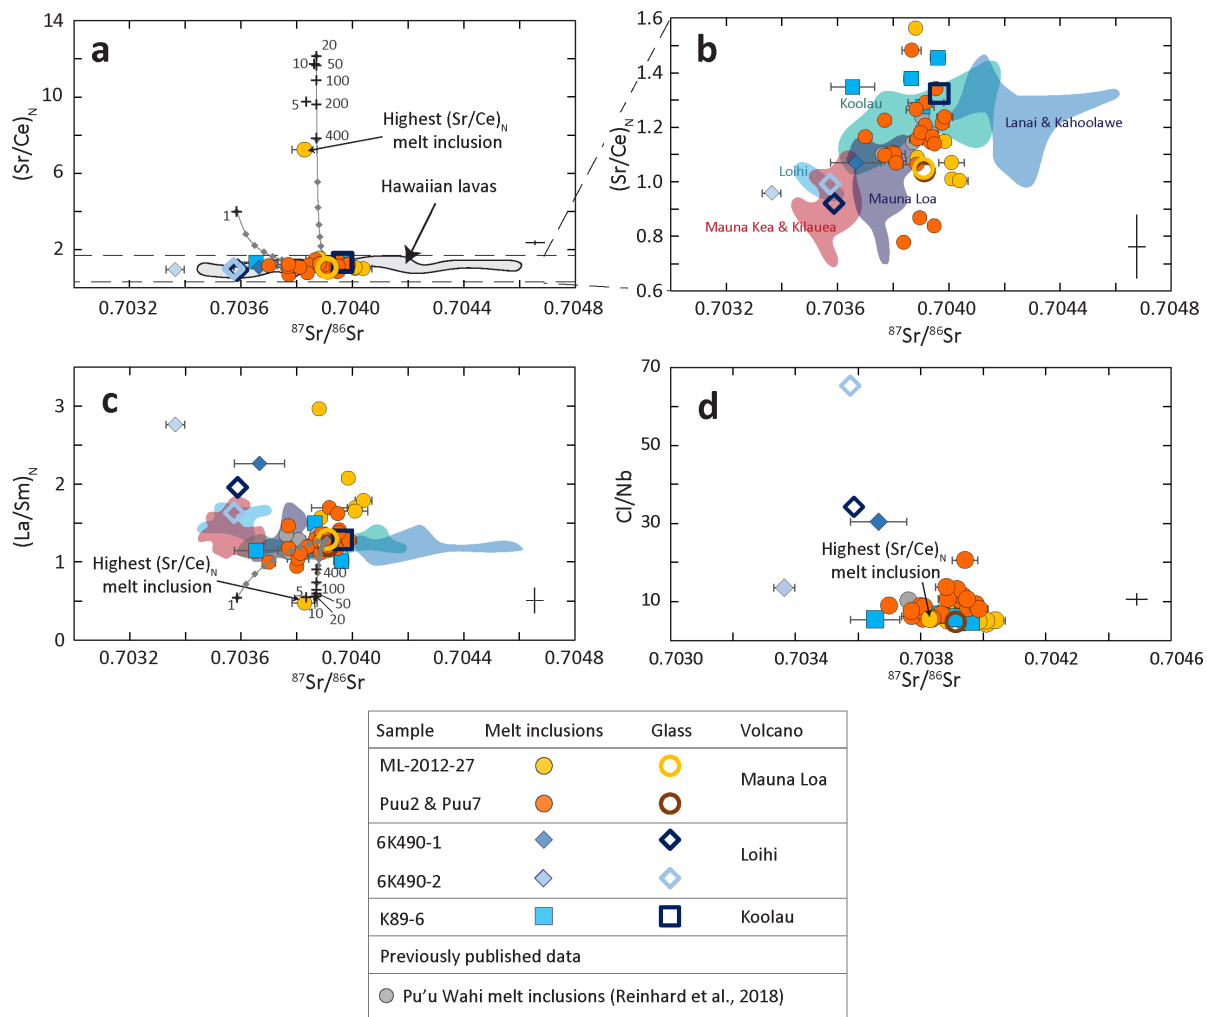 a
14
10
6
2
(Sr/Ce)N
20
10
50
100
5
200
400
1
Highest (Sr/Ce)N
melt inclusion
Hawaiian lavas
0.7032
0.7036
0.7040
0.7044
0.7048
87Sr/86Sr
b
1.6
1.4
1.2
1.0
0.8
0.6
(Sr/Ce)N
Koolau
Lanai & Kahoolawe
Loihi
Mauna Loa
Mauna Kea & Kilauea
0.7032
0.7036
0.7040
0.7044
0.7048
87Sr/86Sr
c
3
2
1
0
(La/Sm)N
Highest (Sr/Ce)N
melt inclusion
400
100
50
20
10
5
1
0.7032
0.7036
0.7040
0.7044
0.7048
87Sr/86Sr
d
70
50
30
10
Cl/Nb
Highest (Sr/Ce)N
melt inclusion
0.7030
0.7034
0.7038
0.7042
0.7046
87Sr/86Sr
Sample Melt inclusions Glass Volcano
ML-2012-27
Mauna Loa
Puu2 & Puu7
6K490-1
Loihi
6K490-2
K89-6 Koolau
Previously published data
Pu'u Wahi melt inclusions (Reinhard et al., 2018)